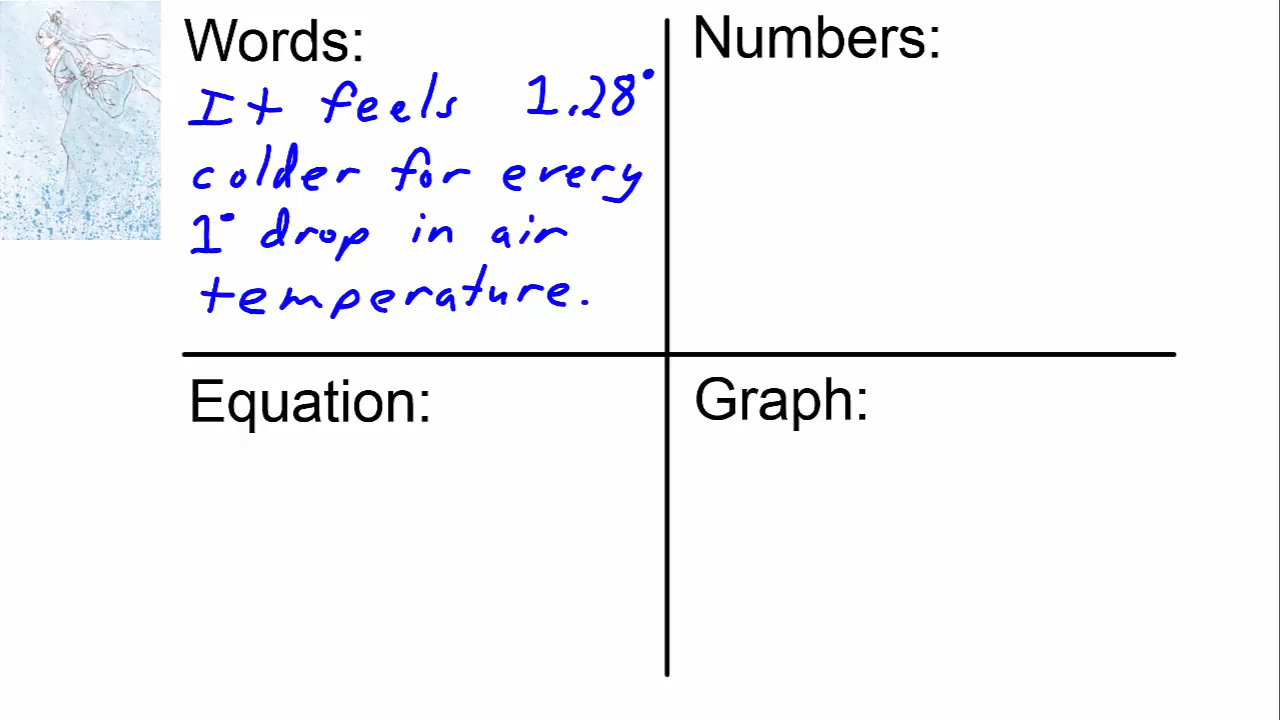 Words:
It feels 1.28°
colder for every
1° drop in air
temperature.
Numbers:
Equation:
Graph: